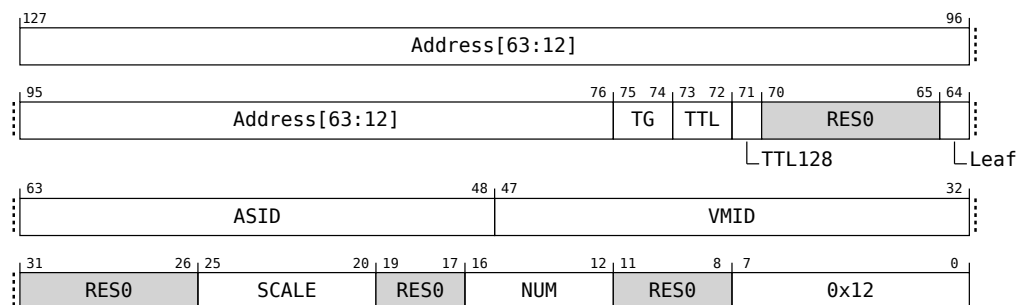 127 96
Address[63:12]
95 76 75 74 73 72 71 70 65 64
Address[63:12] TG TTL RES0
TTL128 Leaf
63 48 47 32
ASID VMID
31 26 25 20 19 17 16 12 11 8 7 0
RES0 SCALE RES0 NUM RES0 0x12